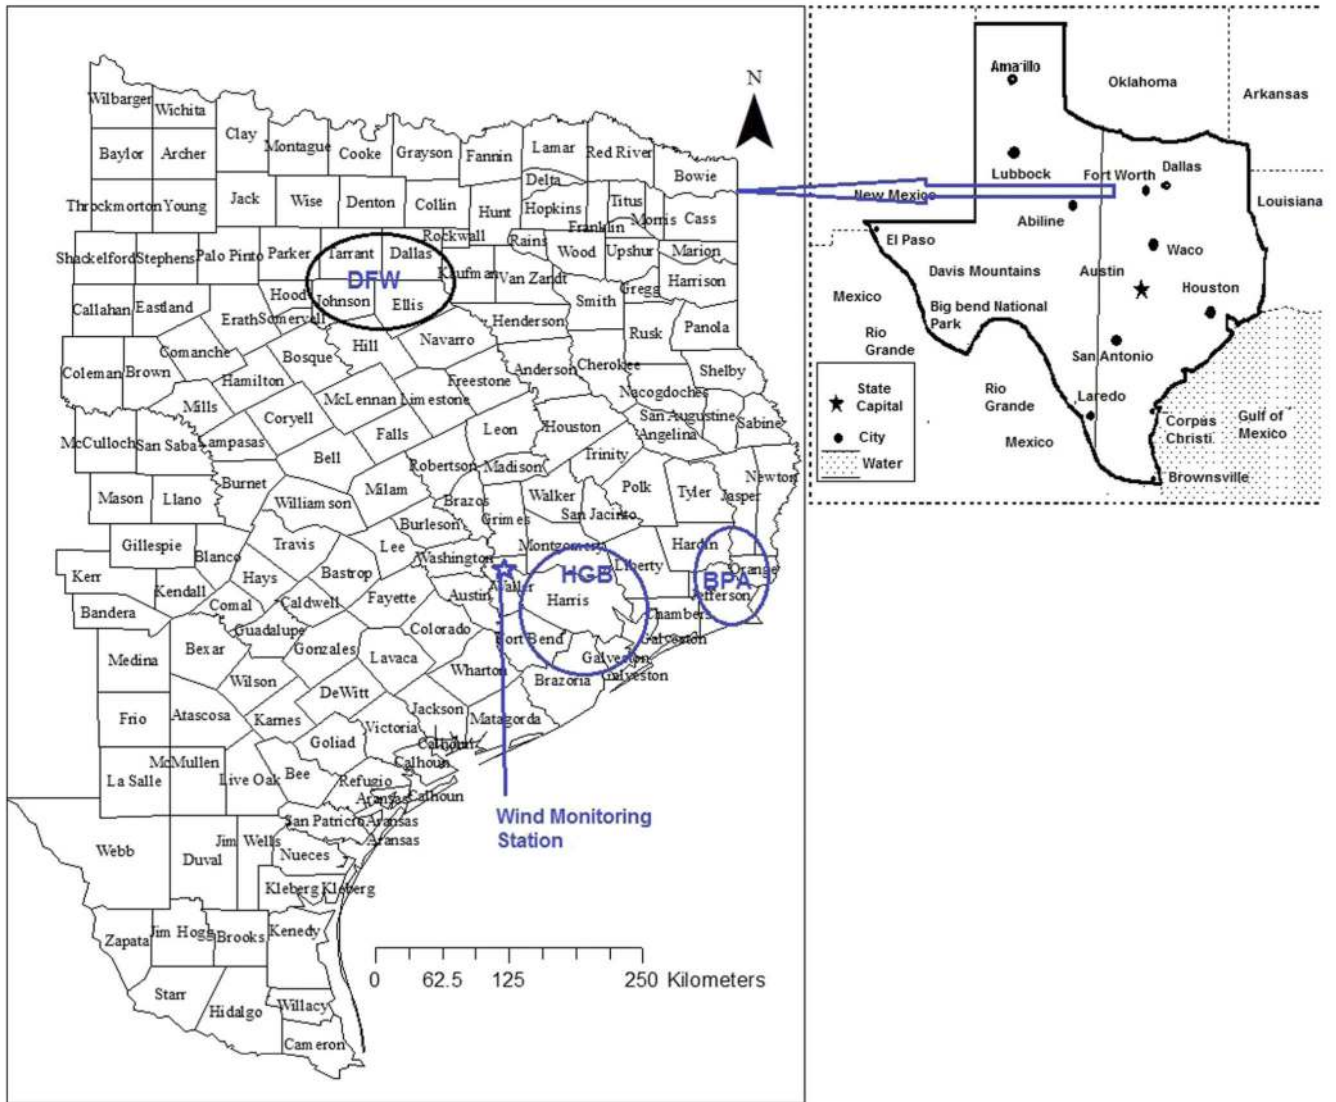 N
Wilbarger
Wichita
Clay
Montague
Cooke
Grayson
Fannin
Lamar
Red River
Bowie
Baylor
Archer
Delta
Throckmorton
Young
Jack
Wise
Denton
Collin
Hunt
Hopkins
Franklin
Titus
Morris
Cass
Rockwall
Shackelford
Stephens
Palo Pinto
Parker
Tarrant
Dallas
DFW
Kaufman
Rains
Van Zandt
Wood
Upshur
Marion
Harrison
Gregg
Smith
Callahan
Eastland
Hood
Johnson
Ellis
Erath
Somervell
Henderson
Rusk
Panola
Comanche
Bosque
Hill
Navarro
Coleman
Brown
Hamilton
Anderson
Cherokee
Shelby
Freestone
Mills
McLennan
Limestone
Nacogdoches
Coryell
San Augustine
Sabine
Angelina
McCulloch
San Saba
Lampasas
Falls
Leon
Houston
Bell
Robertson
Madison
Trinity
Burnet
Milam
Newton
Mason
Llano
Williamson
Brazos
Walker
Polk
Tyler
Jasper
Grimes
San Jacinto
Burleson
Gillespie
Blanco
Travis
Lee
Washington
Montgomery
Hardin
Liberty
HGB
BPA
Orange
Kerr
Hays
Bastrop
Waller
Kendall
Austin
Harris
Jefferson
Bandera
Comal
Caldwell
Fayette
Chambers
Guadalupe
Colorado
Fort Bend
Galveston
Medina
Bexar
Gonzales
Lavaca
Galveston
Wharton
Galveston
Wilson
Brazoria
DeWitt
Frio
Atascosa
Karnes
Jackson
Matagorda
Victoria
Goliad
Calhoun
McMullen
Calhoun
La Salle
Live Oak
Bee
Refugio
Aransas
Calhoun
San Patricio
Aransas
Aransas
Wind Monitoring
Station
Webb
Duval
Jim Wells
Nueces
Kleberg
Kleberg
Zapata
Jim Hogg
Brooks
Kenedy
Starr
Hidalgo
Willacy
Cameron
0 62.5 125 250 Kilometers
Amarillo
Oklahoma
Arkansas
Lubbock
Fort Worth
Dallas
New Mexico
Louisiana
Abiline
El Paso
Waco
Davis Mountains
Austin
Houston
Mexico
Big bend National
Park
Rio
Grande
San Antonio
State
Capital
Rio
Grande
Laredo
Corpas
Christi
Gulf of
Mexico
City
Mexico
Water
Brownsville